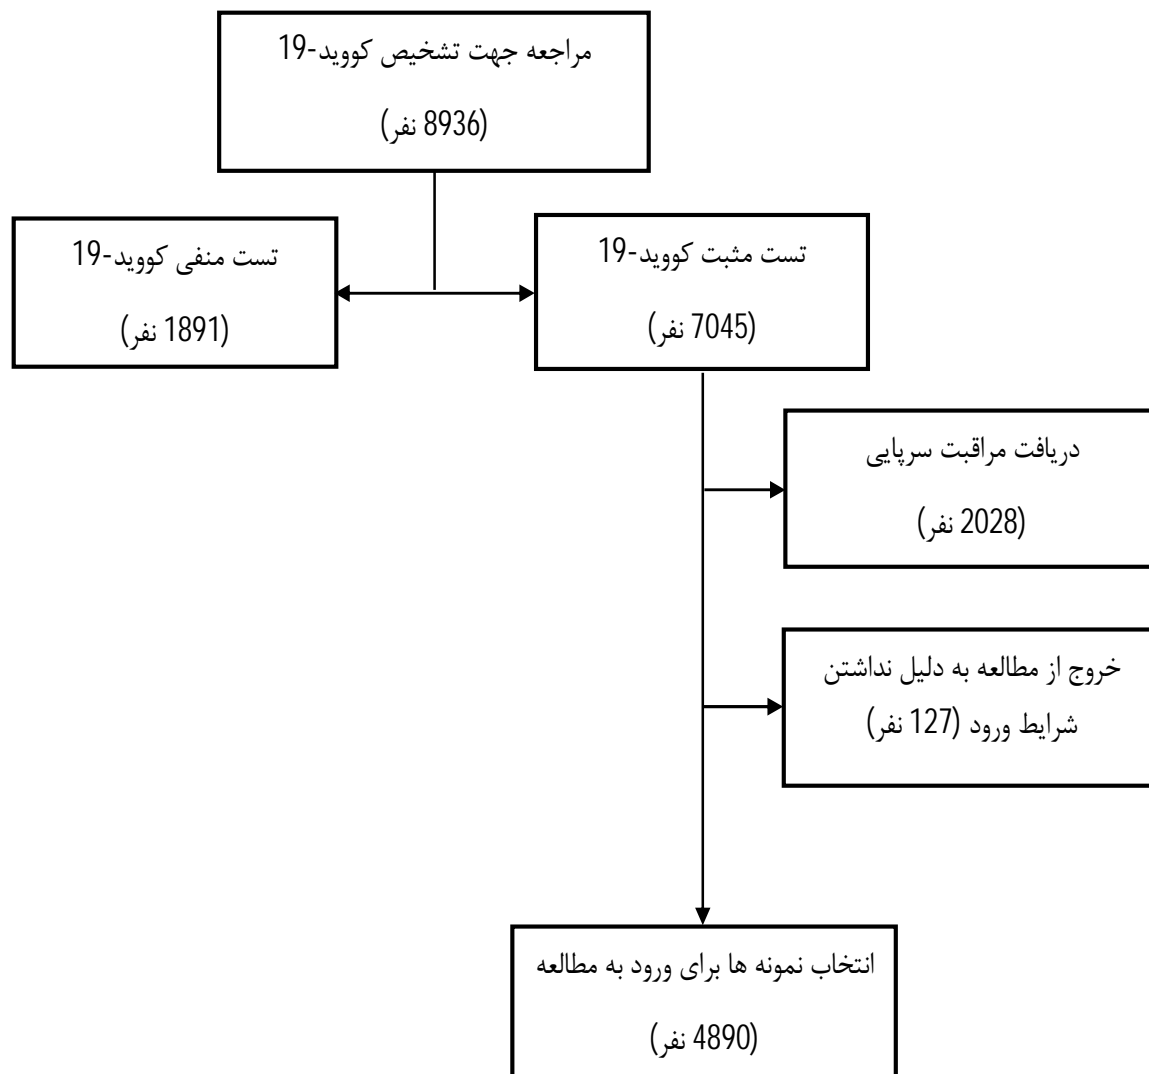 مراجعه جهت تشخیص کووید-19
(8936 نفر)
تست مثبت کووید-19
(7045 نفر)
تست منفی کووید-19
(1891 نفر)
دریافت مراقبت سرپایی
(2028 نفر)
خروج از مطالعه به دلیل نداشتن
شرایط ورود (127 نفر)
انتخاب نمونه ها برای ورود به مطالعه
(4890 نفر)